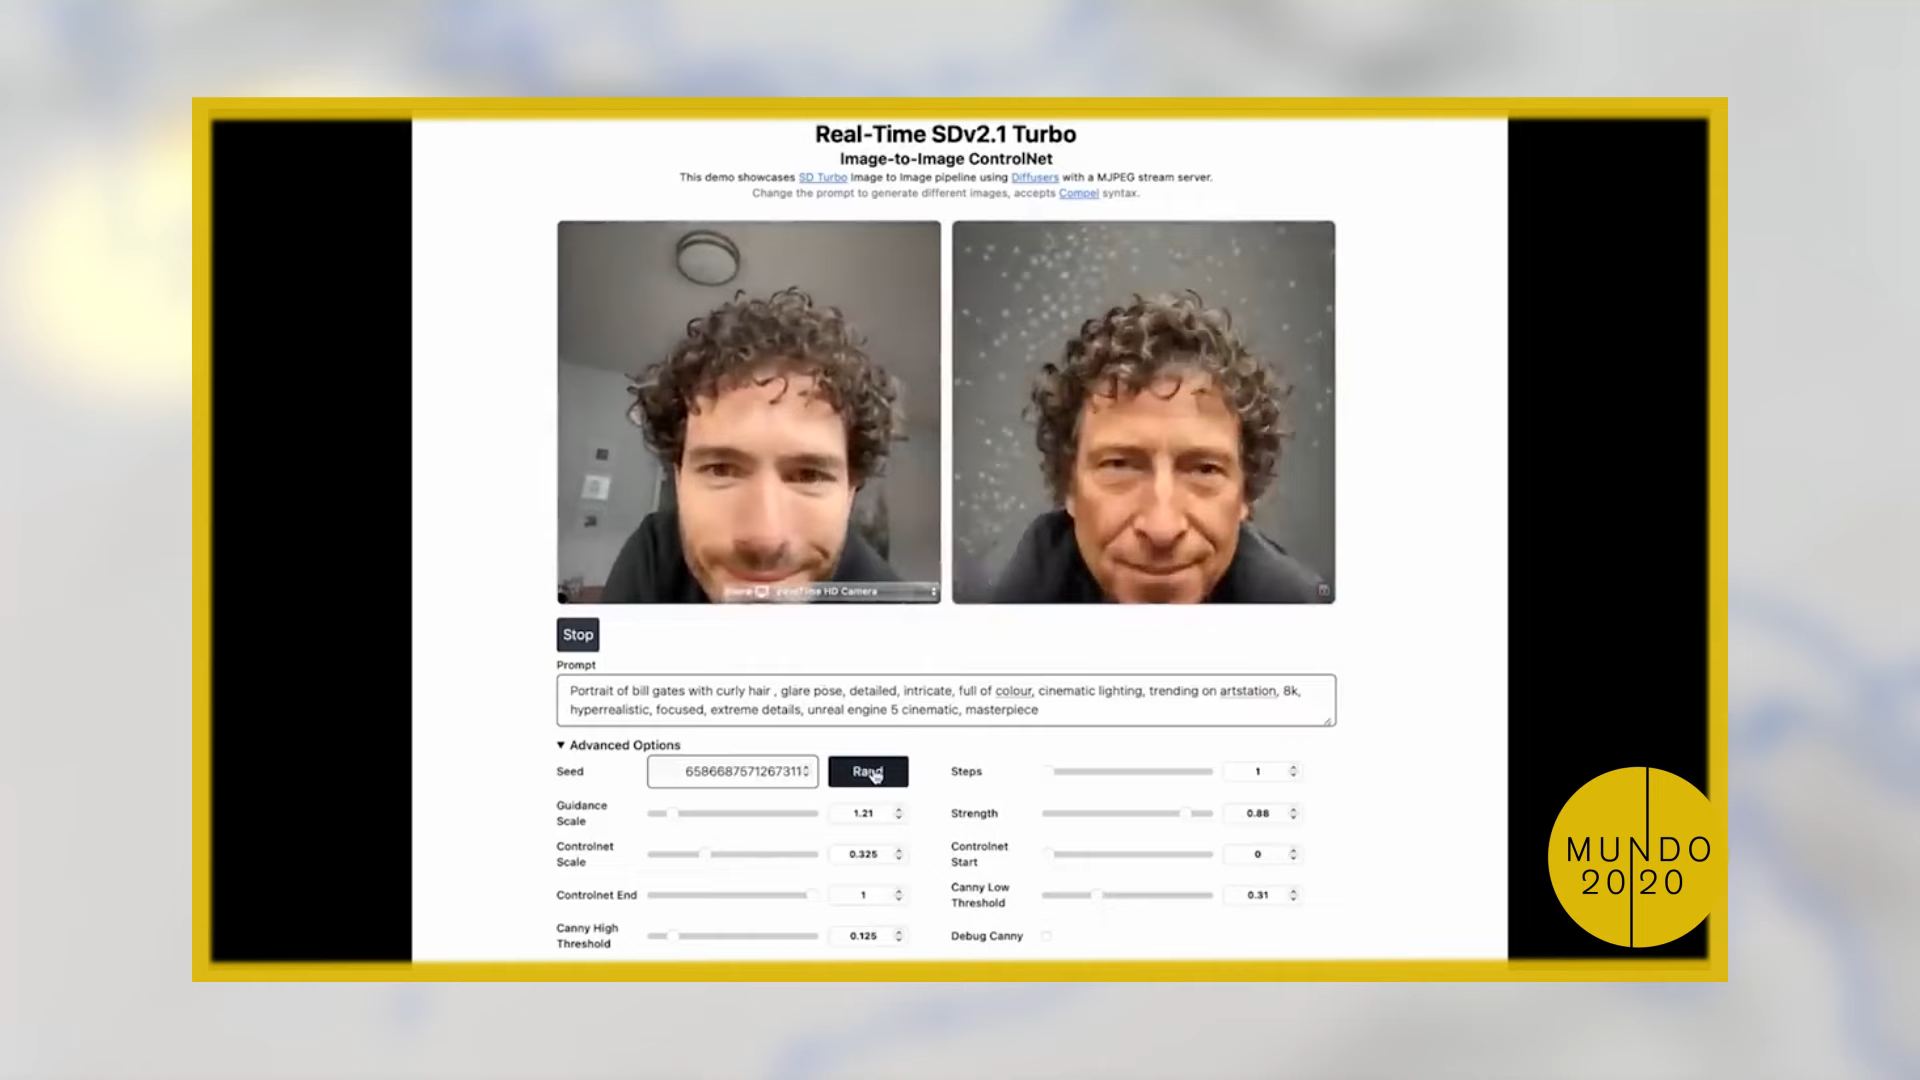 Real-Time SDv2.1 Turbo
Image-to-Image ControlNet
This demo showcases SD Turbo Image to Image pipeline using Diffusers with a MJPEG stream server.
Change the prompt to generate different images, accepts Compel syntax.
HD Camera
Stop
Prompt
Portrait of bill gates with curly hair , glare pose, detailed, intricate, full of colour, cinematic lighting, trending on artstation, 8k,
hyperrealistic, focused, extreme details, unreal engine 5 cinematic, masterpiece
▼ Advanced Options
Seed 6586687571267311 Rand
Steps 1
Guidance
Scale 1.21
Strength 0.88
Controlnet
Scale 0.325
Controlnet
Start 0
Controlnet End 1
Canny Low
Threshold 0.31
Canny High
Threshold 0.125
Debug Canny
MUNDO
2020